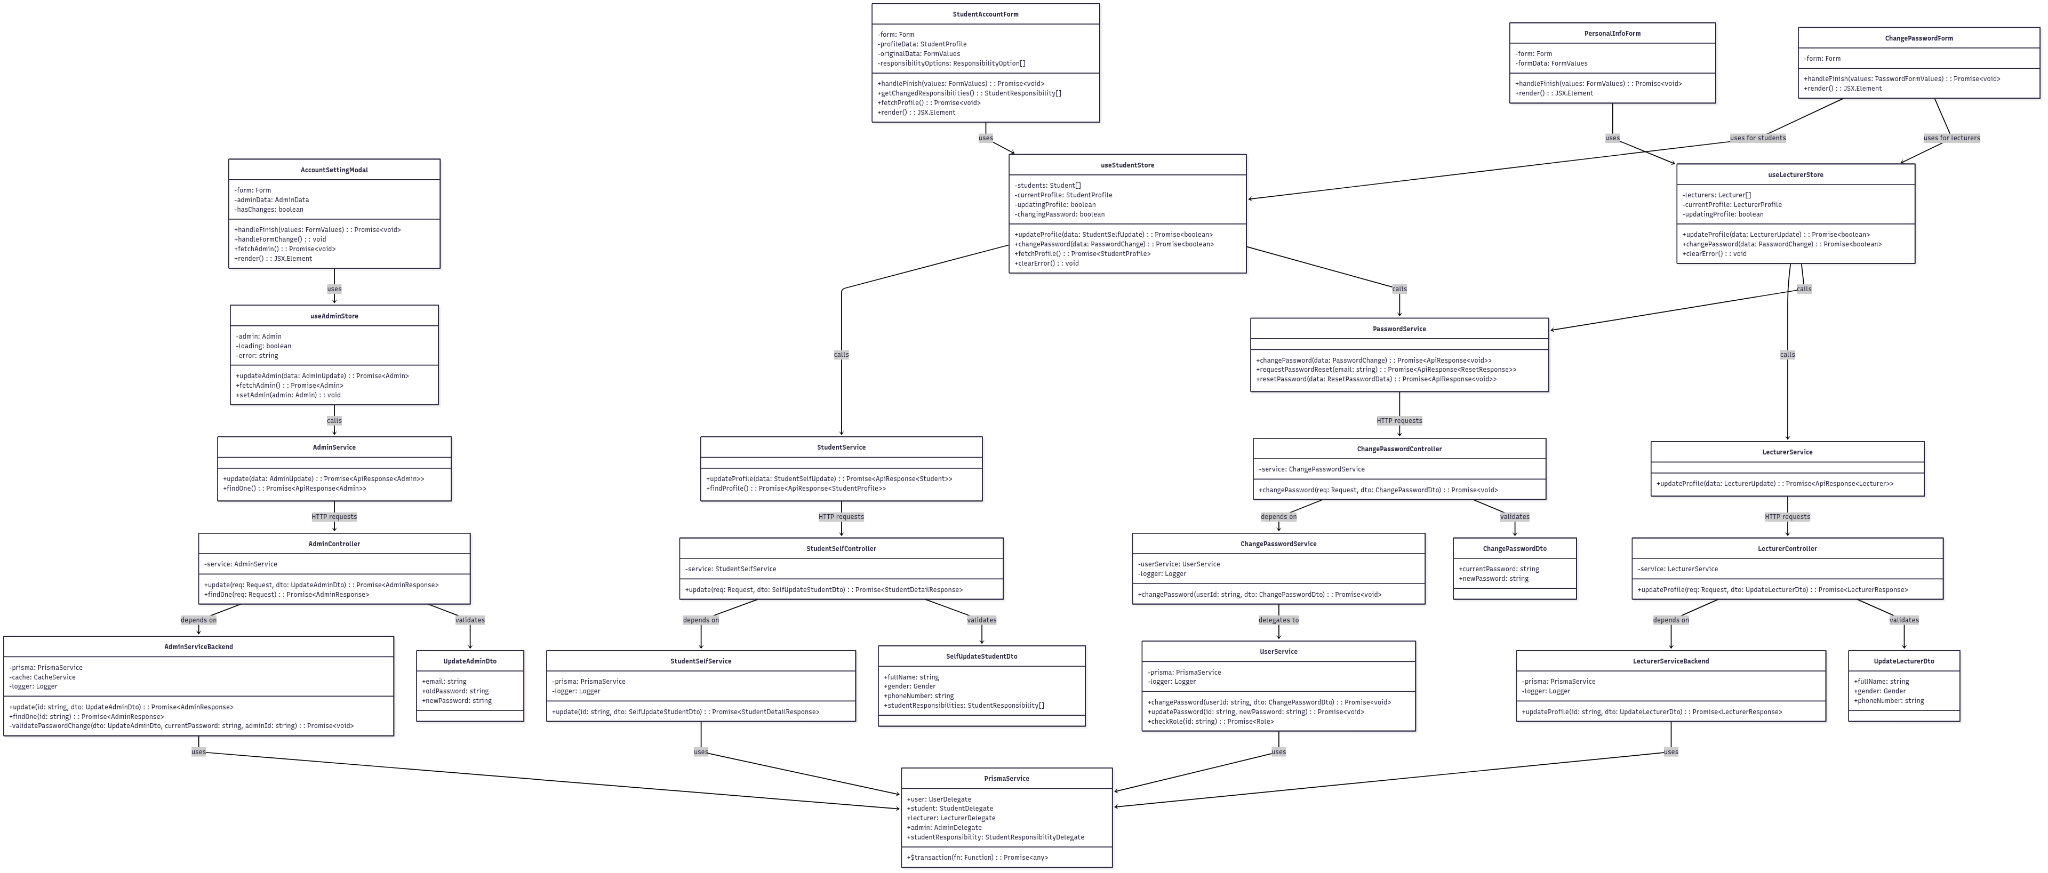 StudentAccountForm
-form: Form
-profileData: StudentProfile
-originalData: FormValues
-responsibilityOptions: ResponsibilityOption[]
+handleFinish(values: FormValues) : : Promise<void>
+getChangedResponsibilities() : : StudentResponsibility[]
+fetchProfile() : : Promise<void>
+render() : : JSX.Element
PersonalInfoForm
-form: Form
-formData: FormValues
+handleFinish(values: FormValues) : : Promise<void>
+render() : : JSX.Element
ChangePasswordForm
-form: Form
+handleFinish(values: PasswordFormValues) : : Promise<void>
+render() : : JSX.Element
uses
uses
uses for students
uses for lecturers
AccountSettingModal
-form: Form
-adminData: AdminData
-hasChanges: boolean
+handleFinish(values: FormValues) : : Promise<void>
+handleFormChange() : : void
+fetchAdmin() : : Promise<void>
+render() : : JSX.Element
useStudentStore
-students: Student[]
-currentProfile: StudentProfile
-updatingProfile: boolean
-changingPassword: boolean
+updateProfile(data: StudentSelfUpdate) : : Promise<boolean>
+changePassword(data: PasswordChange) : : Promise<boolean>
+fetchProfile() : : Promise<StudentProfile>
+clearError() : : void
useLecturerStore
-lecturers: Lecturer[]
-currentProfile: LecturerProfile
-updatingProfile: boolean
+updateProfile(data: LecturerUpdate) : : Promise<boolean>
+changePassword(data: PasswordChange) : : Promise<boolean>
+clearError() : : void
uses
calls
calls
useAdminStore
-admin: Admin
-loading: boolean
-error: string
+updateAdmin(data: AdminUpdate) : : Promise<Admin>
+fetchAdmin() : : Promise<Admin>
+setAdmin(admin: Admin) : : void
PasswordService
+changePassword(data: PasswordChange) : : Promise<ApiResponse<void>>
+requestPasswordReset(email: string) : : Promise<ApiResponse<ResetResponse>>
+resetPassword(data: ResetPasswordData) : : Promise<ApiResponse<void>>
calls
calls
calls
HTTP requests
AdminService
+update(data: AdminUpdate) : : Promise<ApiResponse<Admin>>
+findOne() : : Promise<ApiResponse<Admin>>
StudentService
+updateProfile(data: StudentSelfUpdate) : : Promise<ApiResponse<Student>>
+findProfile() : : Promise<ApiResponse<StudentProfile>>
ChangePasswordController
-service: ChangePasswordService
+changePassword(req: Request, dto: ChangePasswordDto) : : Promise<void>
LecturerService
+updateProfile(data: LecturerUpdate) : : Promise<ApiResponse<Lecturer>>
HTTP requests
HTTP requests
depends on
validates
HTTP requests
AdminController
-service: AdminService
+update(req: Request, dto: UpdateAdminDto) : : Promise<AdminResponse>
+findOne(req: Request) : : Promise<AdminResponse>
StudentSelfController
-service: StudentSelfService
+update(req: Request, dto: SelfUpdateStudentDto) : : Promise<StudentDetailResponse>
ChangePasswordService
-userService: UserService
-logger: Logger
+changePassword(userId: string, dto: ChangePasswordDto) : : Promise<void>
ChangePasswordDto
+currentPassword: string
+newPassword: string
LecturerController
-service: LecturerService
+updateProfile(req: Request, dto: UpdateLecturerDto) : : Promise<LecturerResponse>
depends on
validates
depends on
validates
delegates to
depends on
validates
AdminServiceBackend
-prisma: PrismaService
-cache: CacheService
-logger: Logger
+update(id: string, dto: UpdateAdminDto) : : Promise<AdminResponse>
+findOne(id: string) : : Promise<AdminResponse>
-validatePasswordChange(dto: UpdateAdminDto, currentPassword: string, adminId: string) : : Promise<void>
UpdateAdminDto
+email: string
+oldPassword: string
+newPassword: string
StudentSelfService
-prisma: PrismaService
-logger: Logger
+update(id: string, dto: SelfUpdateStudentDto) : : Promise<StudentDetailResponse>
SelfUpdateStudentDto
+fullName: string
+gender: Gender
+phoneNumber: string
+studentResponsibilities: StudentResponsibility[]
UserService
-prisma: PrismaService
-logger: Logger
+changePassword(userId: string, dto: ChangePasswordDto) : : Promise<void>
+updatePassword(id: string, newPassword: string) : : Promise<void>
+checkRole(id: string) : : Promise<Role>
LecturerServiceBackend
-prisma: PrismaService
-logger: Logger
+updateProfile(id: string, dto: UpdateLecturerDto) : : Promise<LecturerResponse>
UpdateLecturerDto
+fullName: string
+gender: Gender
+phoneNumber: string
uses
uses
uses
uses
PrismaService
+user: UserDelegate
+student: StudentDelegate
+lecturer: LecturerDelegate
+admin: AdminDelegate
+studentResponsibility: StudentResponsibilityDelegate
+$transaction(fn: Function) : : Promise<any>